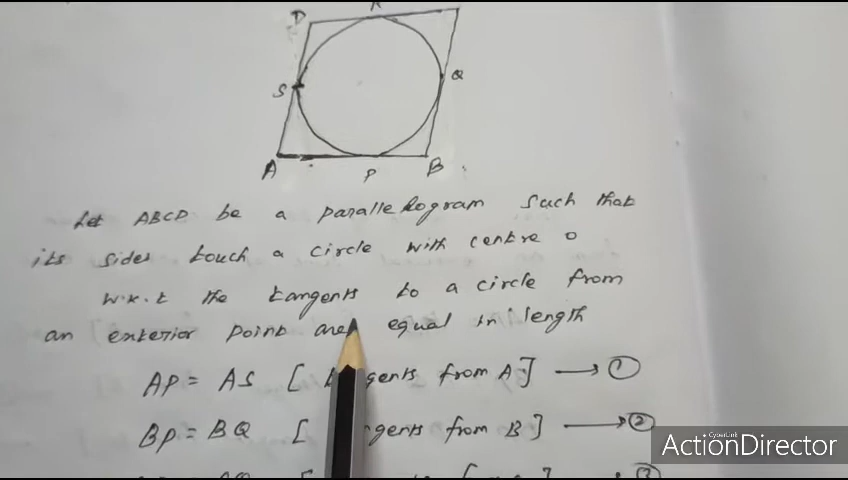 D
S
Q
A
P
B
Let ABCD be a parallelogram such that
its sides touch a circle with centre o
w.k.t the tangents to a circle from
an exterior point are equal in length
AP = AS [ gents from A ] → ①
BP = BQ [ gents from B ] → ②
CyberLink
ActionDirector